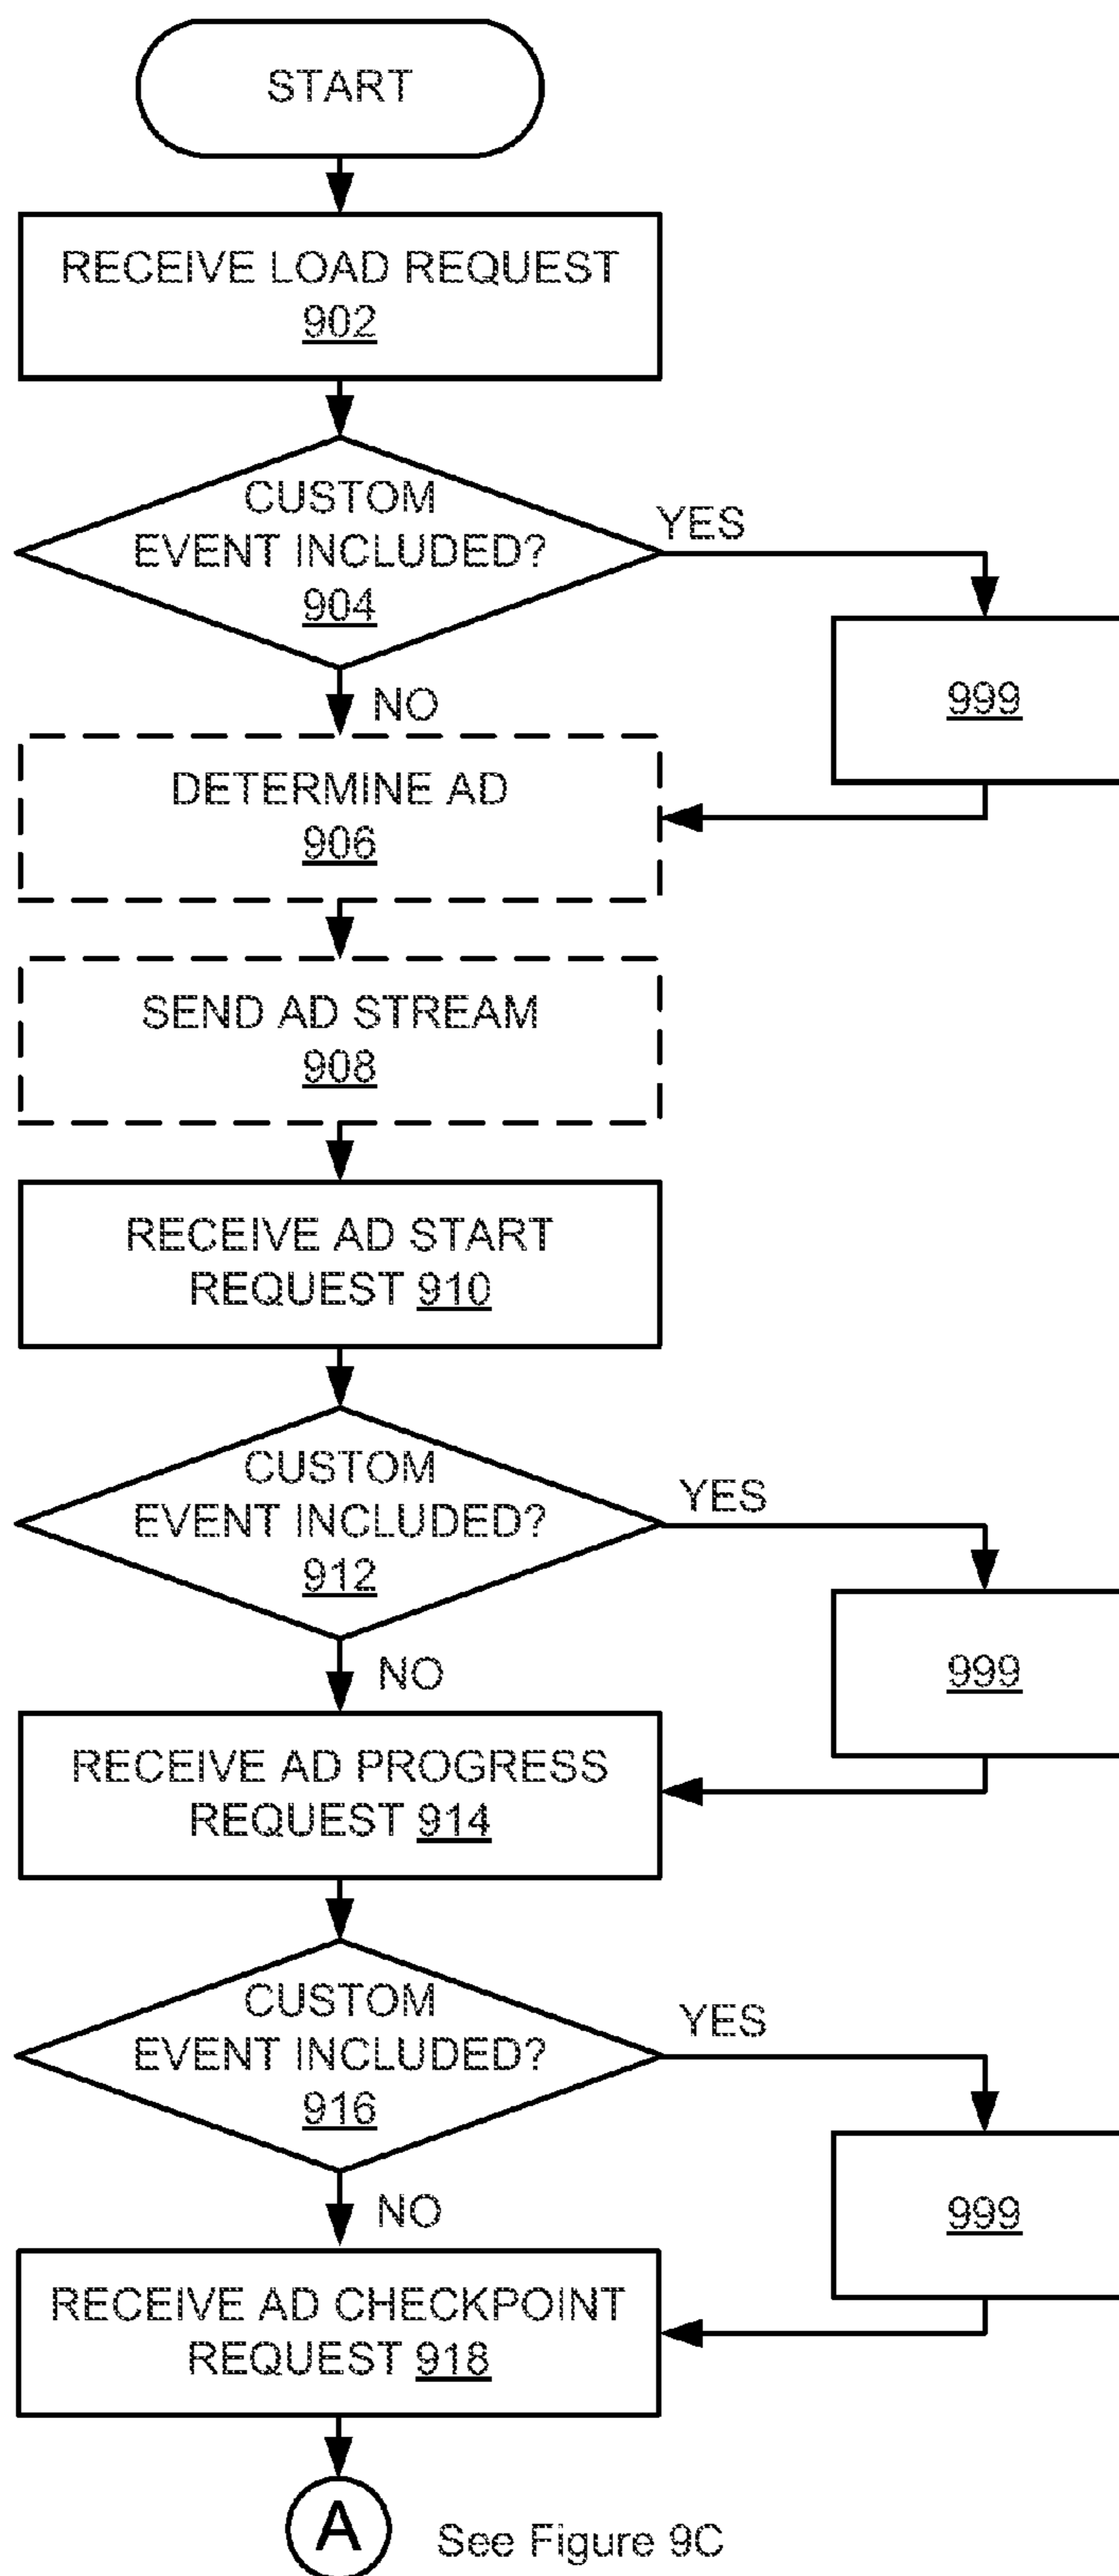 START
RECEIVE LOAD REQUEST
902
CUSTOM
EVENT INCLUDED?
904
YES
999
NO
DETERMINE AD
906
SEND AD STREAM
908
RECEIVE AD START
REQUEST 910
CUSTOM
EVENT INCLUDED?
912
YES
999
NO
RECEIVE AD PROGRESS
REQUEST 914
CUSTOM
EVENT INCLUDED?
916
YES
999
NO
RECEIVE AD CHECKPOINT
REQUEST 918
A
See Figure 9C